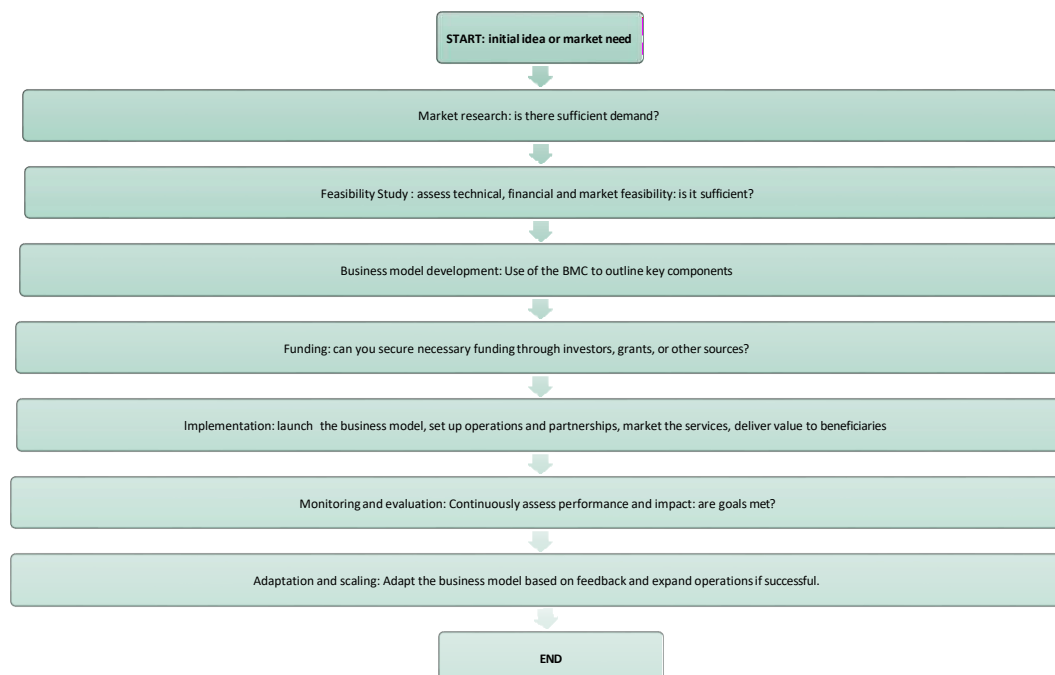 START: initial idea or market need
Market research: is there sufficient demand?
Feasibility Study : assess technical, financial and market feasibility: is it sufficient?
Business model development: Use of the BMC to outline key components
Funding: can you secure necessary funding through investors, grants, or other sources?
Implementation: launch the business model, set up operations and partnerships, market the services, deliver value to beneficiaries
Monitoring and evaluation: Continuously assess performance and impact: are goals met?
Adaptation and scaling: Adapt the business model based on feedback and expand operations if successful.
END